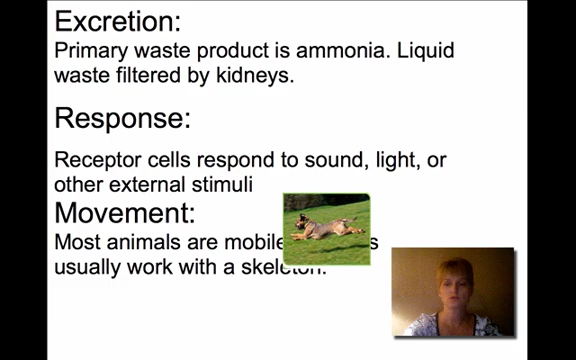 Excretion:
Primary waste product is ammonia. Liquid
waste filtered by kidneys.
Response:
Receptor cells respond to sound, light, or
other external stimuli
Movement:
Most animals are mobile
usually work with a skeleton.